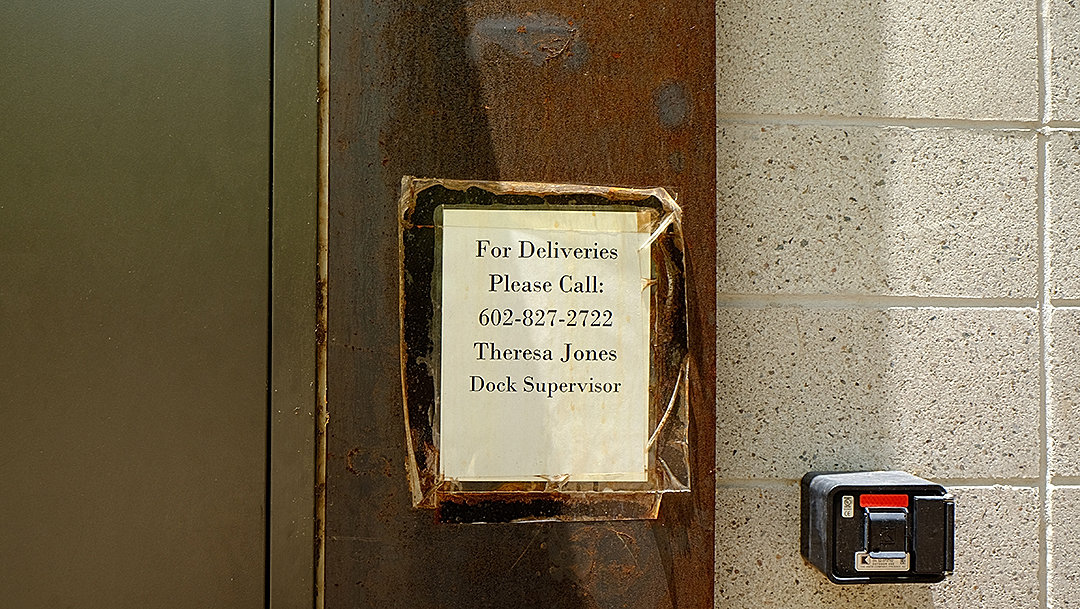 For Deliveries
Please Call:
602-827-2722
Theresa Jones
Dock Supervisor